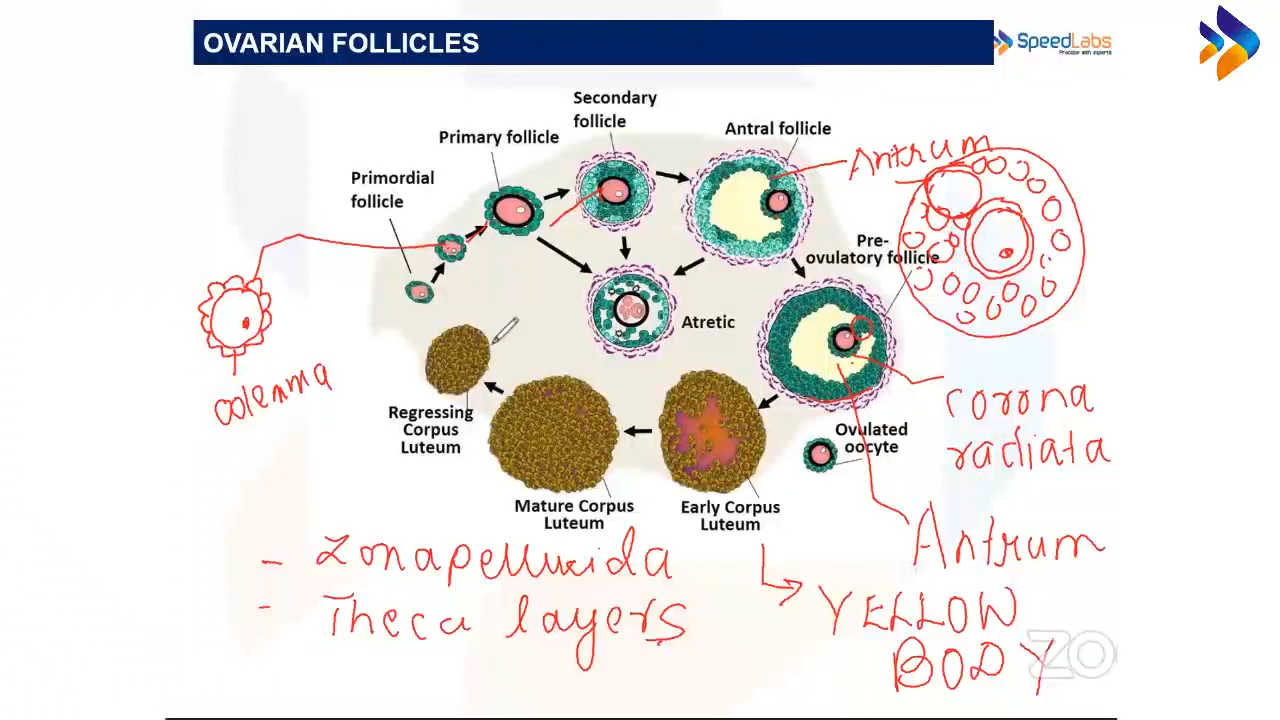 OVARIAN FOLLICLES
SpeedLabs
Secondary
follicle
Antral follicle
Primary follicle
Antrum
Primordial
follicle
Pre-
ovulatory follicle
Atretic
oolemma
corona
radiata
Regressing
Corpus
Luteum
Ovulated
oocyte
Mature Corpus
Luteum
Early Corpus
Luteum
Antrum
- Zonapellucida
- Theca layers
YELLOW
BODY
ZO